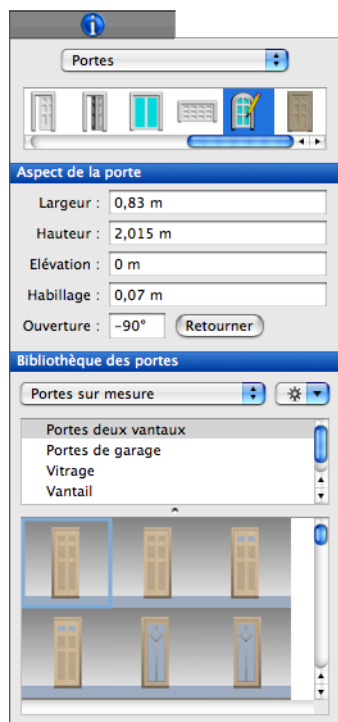 Portes
Aspect de la porte
Largeur : 0,83 m
Hauteur : 2,015 m
Elévation : 0 m
Habillage : 0,07 m
Ouverture : -90° Retourner
Bibliothèque des portes
Portes sur mesure
Portes deux vantaux
Portes de garage
Vitrage
Vantail